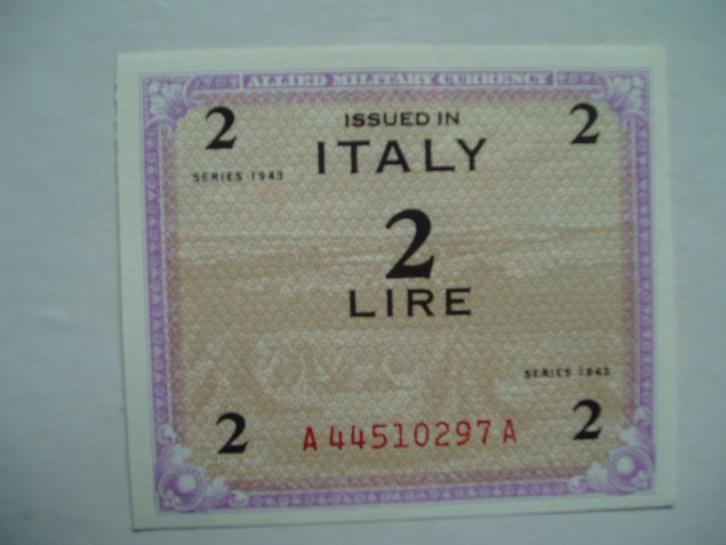 ALLIED MILITARY CURRENCY
2
ISSUED IN
2
SERIES 1943
ITALY
2
LIRE
SERIES 1943
2
A44510297A
2